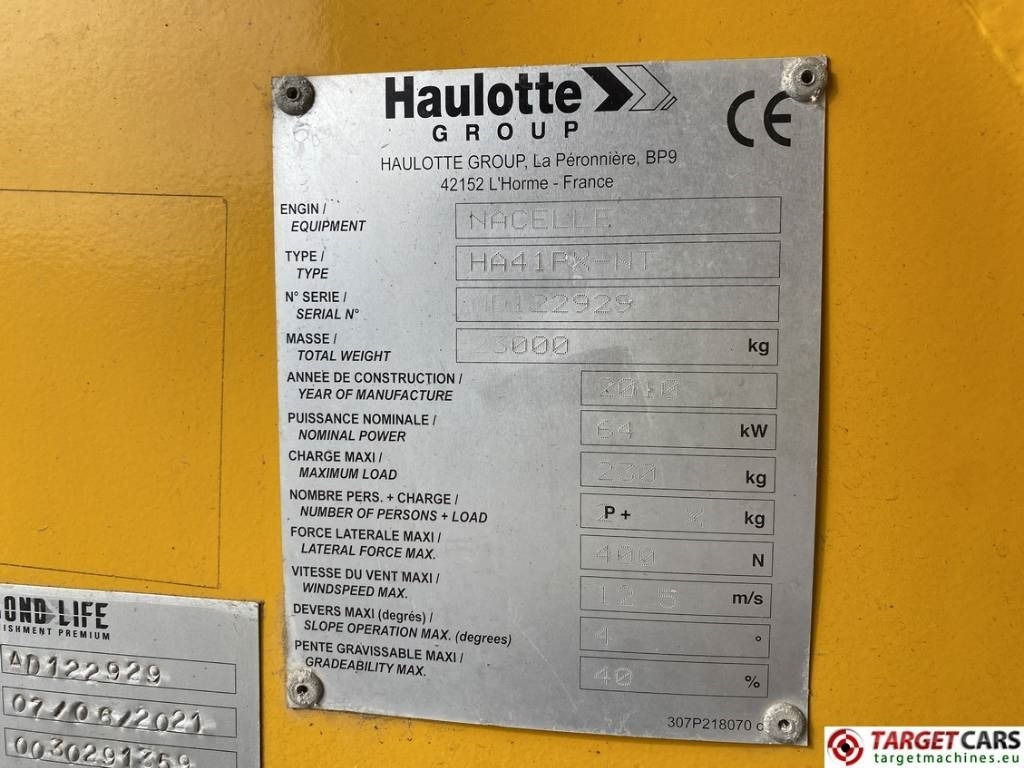 Haulotte
GROUP
CE
HAULOTTE GROUP, La Péronnière, BP9
42152 L'Horme - France
ENGIN / NACELLE
EQUIPMENT
TYPE / HA41PX-NT
TYPE
N° SERIE / AD122929
SERIAL N°
MASSE / 23000 kg
TOTAL WEIGHT
ANNEE DE CONSTRUCTION / 2010
YEAR OF MANUFACTURE
PUISSANCE NOMINALE / 64 kW
NOMINAL POWER
CHARGE MAXI / 230 kg
MAXIMUM LOAD
NOMBRE PERS. + CHARGE / P + kg
NUMBER OF PERSONS + LOAD
FORCE LATERALE MAXI / 400 N
LATERAL FORCE MAX.
VITESSE DU VENT MAXI / 12 5 m/s
WINDSPEED MAX.
DEVERS MAXI (degrés) / 4 °
SLOPE OPERATION MAX. (degrees)
PENTE GRAVISSABLE MAXI / 40 %
GRADEABILITY MAX.
307P218070
OND LIFE
ISHMENT PREMIUM
AD122929
07/06/2021
0030291359
TARGETCARS
targetmachines.eu